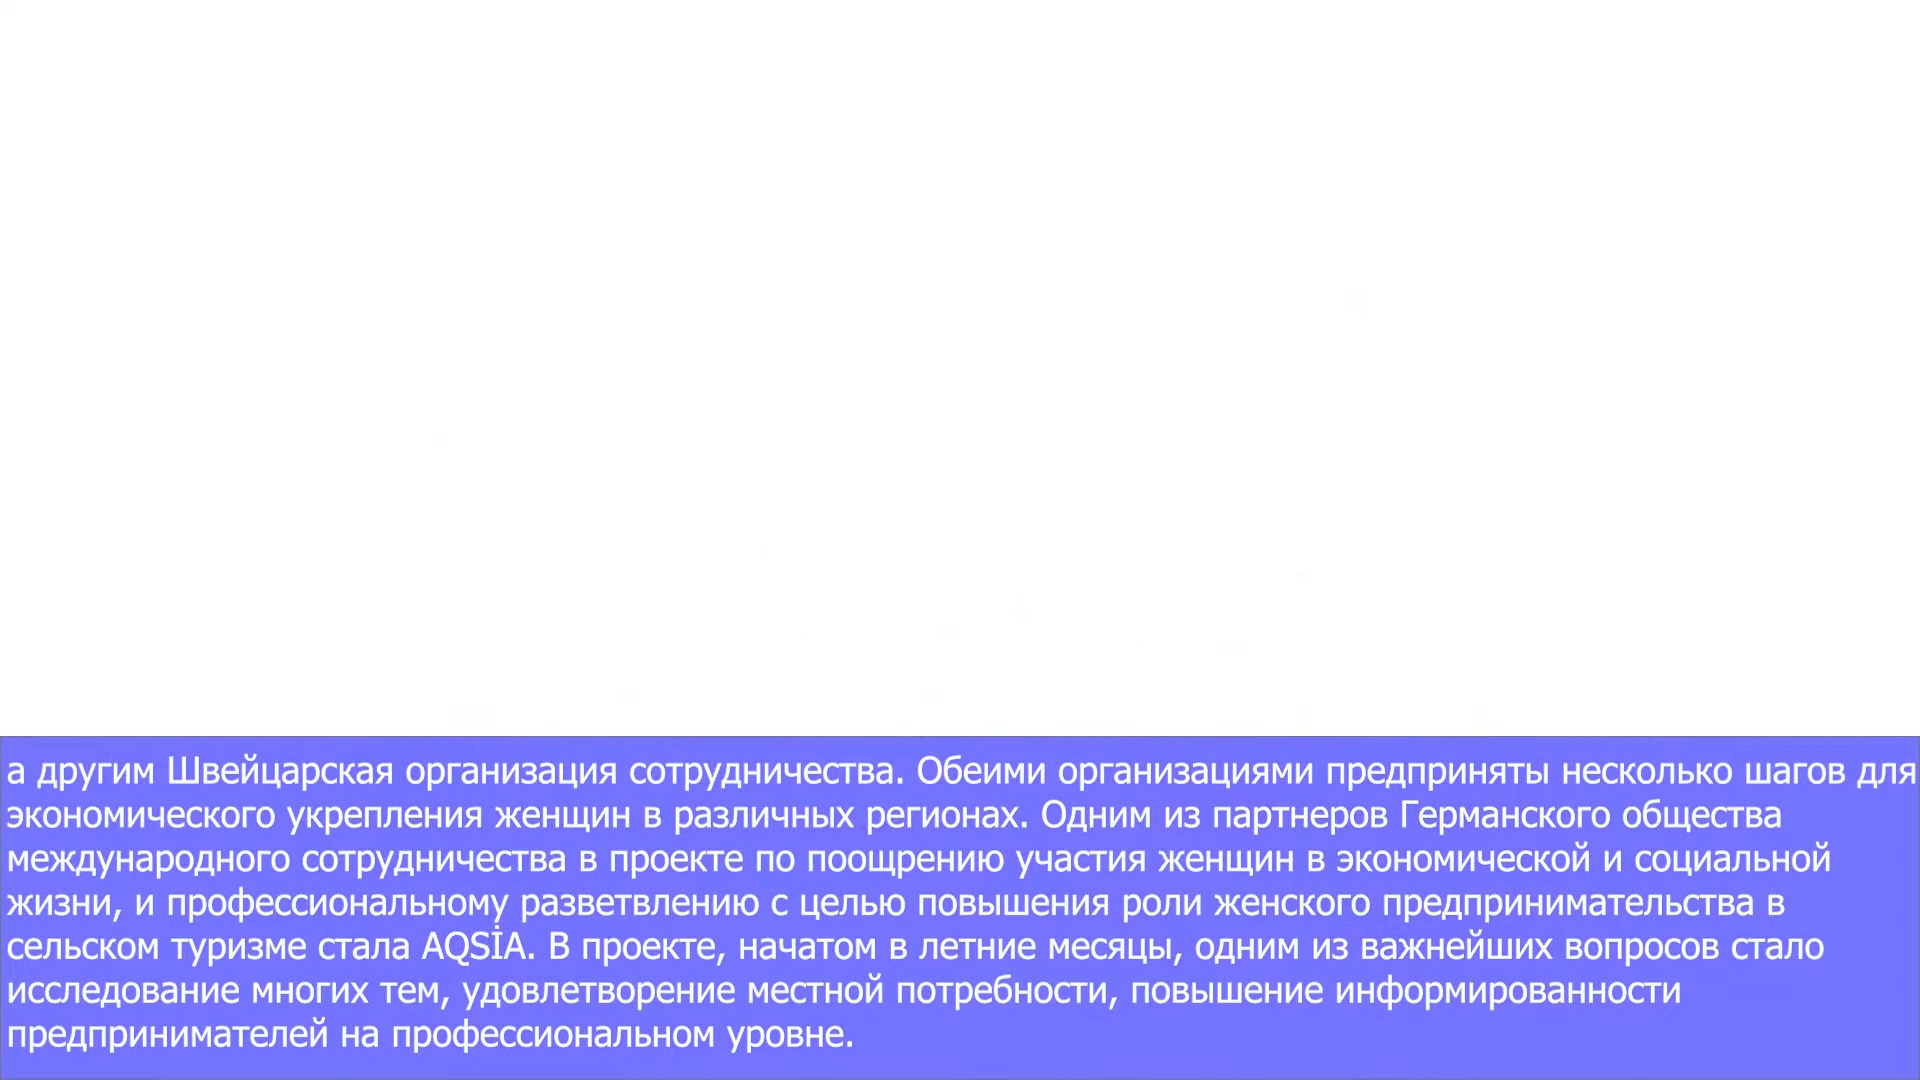 а другим Швейцарская организация сотрудничества. Обеими организациями предприняты несколько шагов для
экономического укрепления женщин в различных регионах. Одним из партнеров Германского общества
международного сотрудничества в проекте по поощрению участия женщин в экономической и социальной
жизни, и профессиональному разветвлению с целью повышения роли женского предпринимательства в
сельском туризме стала AQSİA. В проекте, начатом в летние месяцы, одним из важнейших вопросов стало
исследование многих тем, удовлетворение местной потребности, повышение информированности
предпринимателей на профессиональном уровне.